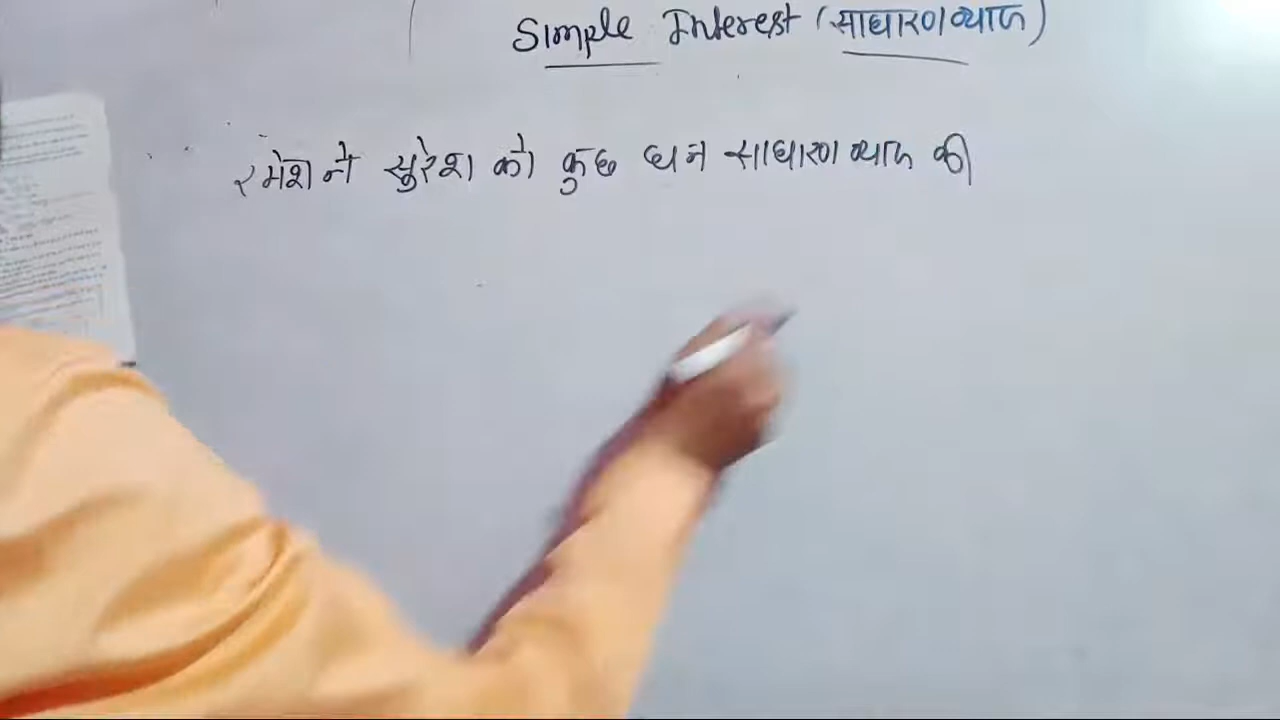 Simple Interest (साधारण ब्याज)
रमेश ने सुरेश को कुछ धन साधारण ब्याज की